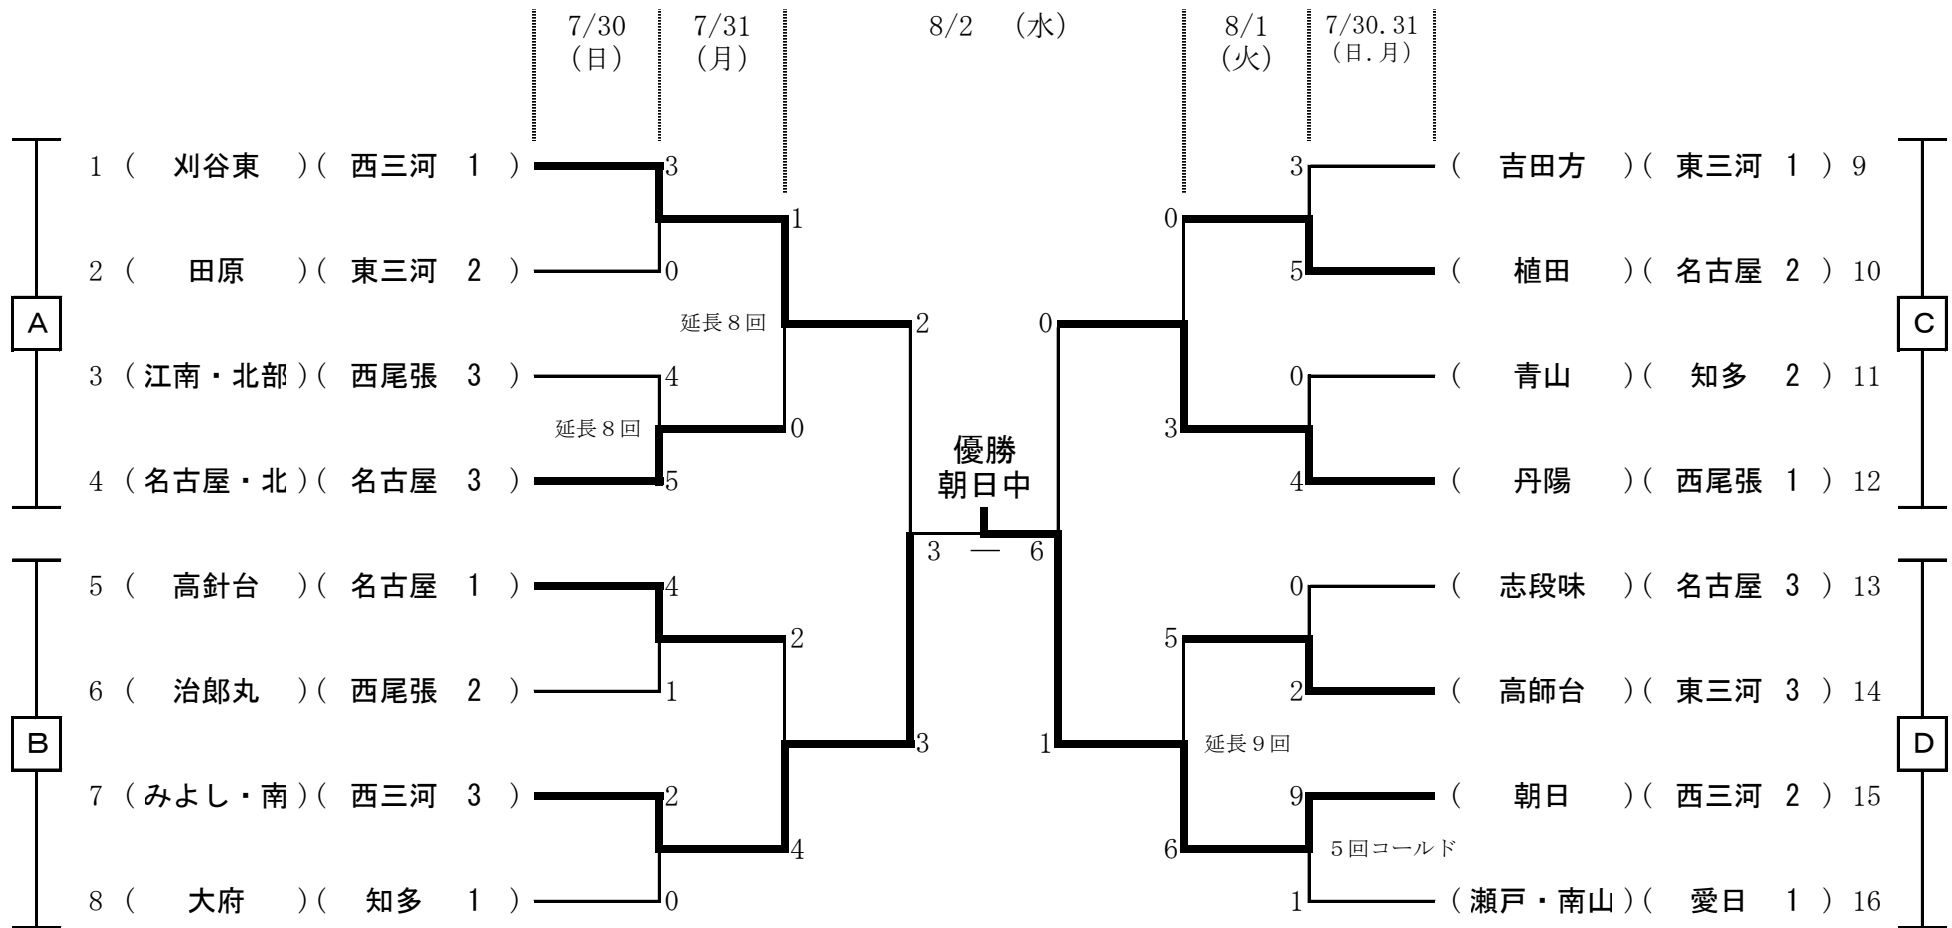 7/30 7/31 8/2 （水） 8/1 7/30.31
（日） （月） （火） （日.月）
1 （ 刈谷東 ）（ 西三河 1 ） 3
3 （ 吉田方 ）（ 東三河 1 ） 9
1
0
2 （ 田原 ）（ 東三河 2 ） 0
5 （ 植田 ）（ 名古屋 2 ） 10
A 延長８回 2
0 C
3 （ 江南・北部 ）（ 西尾張 3 ） 4
0 （ 青山 ）（ 知多 2 ） 11
延長８回 0
3
4 （ 名古屋・北 ）（ 名古屋 3 ） 5
4 （ 丹陽 ）（ 西尾張 1 ） 12
優勝
朝日中
3 ― 6
5 （ 高針台 ）（ 名古屋 1 ） 4
0 （ 志段味 ）（ 名古屋 3 ） 13
2
5
6 （ 治郎丸 ）（ 西尾張 2 ） 1
2 （ 高師台 ）（ 東三河 3 ） 14
B 3
1 延長９回 D
7 （ みよし・南 ）（ 西三河 3 ） 2
9 （ 朝日 ）（ 西三河 2 ） 15
4
6 ５回コールド
8 （ 大府 ）（ 知多 1 ） 0
1 （ 瀬戸・南山 ）（ 愛日 1 ） 16